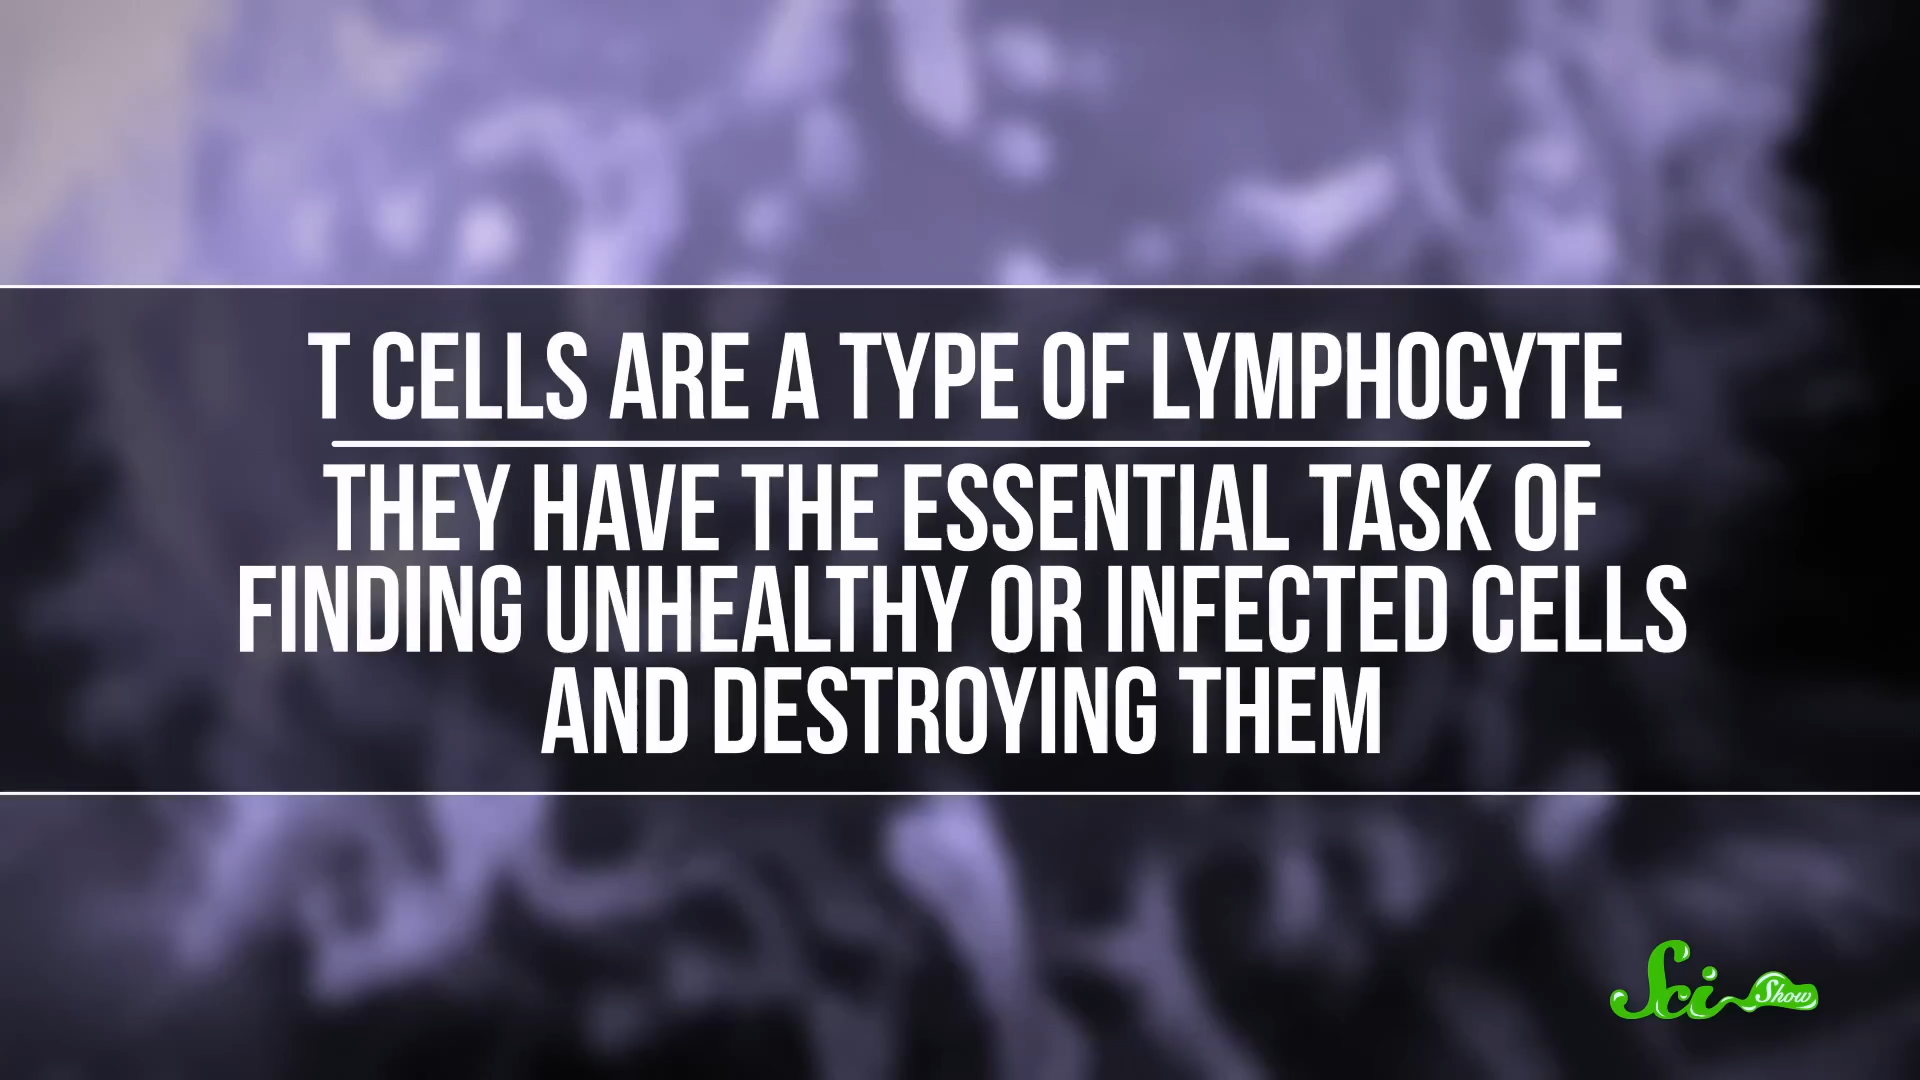 T CELLS ARE A TYPE OF LYMPHOCYTE
THEY HAVE THE ESSENTIAL TASK OF
FINDING UNHEALTHY OR INFECTED CELLS
AND DESTROYING THEM
Sci Show